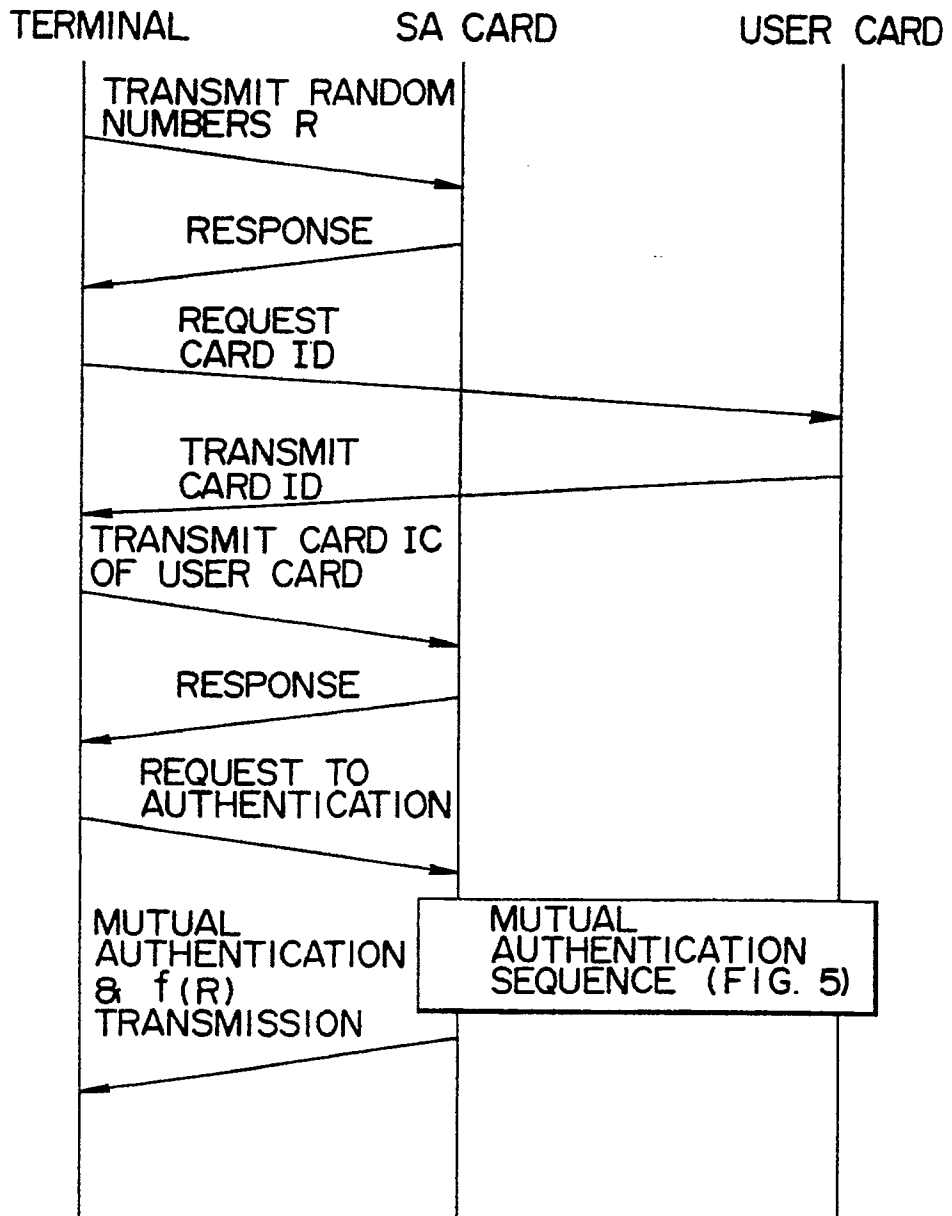 TERMINAL SA CARD USER CARD
TRANSMIT RANDOM
NUMBERS R
RESPONSE
REQUEST
CARD ID
TRANSMIT
CARD ID
TRANSMIT CARD IC
OF USER CARD
RESPONSE
REQUEST TO
AUTHENTICATION
MUTUAL
AUTHENTICATION
& f(R)
TRANSMISSION
MUTUAL
AUTHENTICATION
SEQUENCE (FIG. 5)